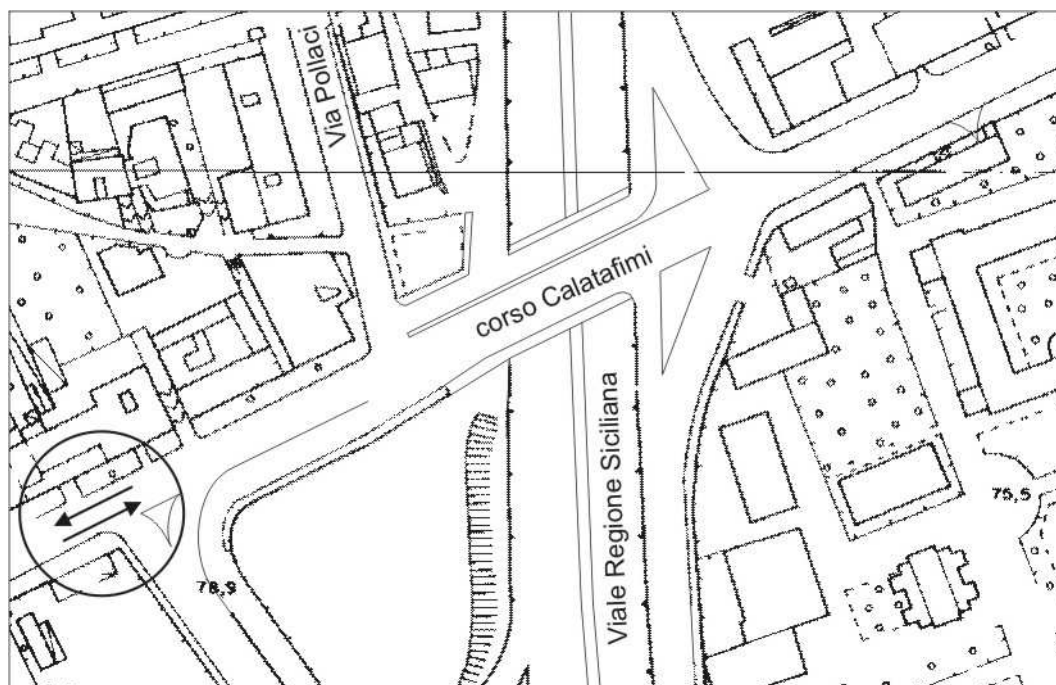 Via Pollaci
corso Calatafimi
Viale Regione Siciliana
75,5
78,9